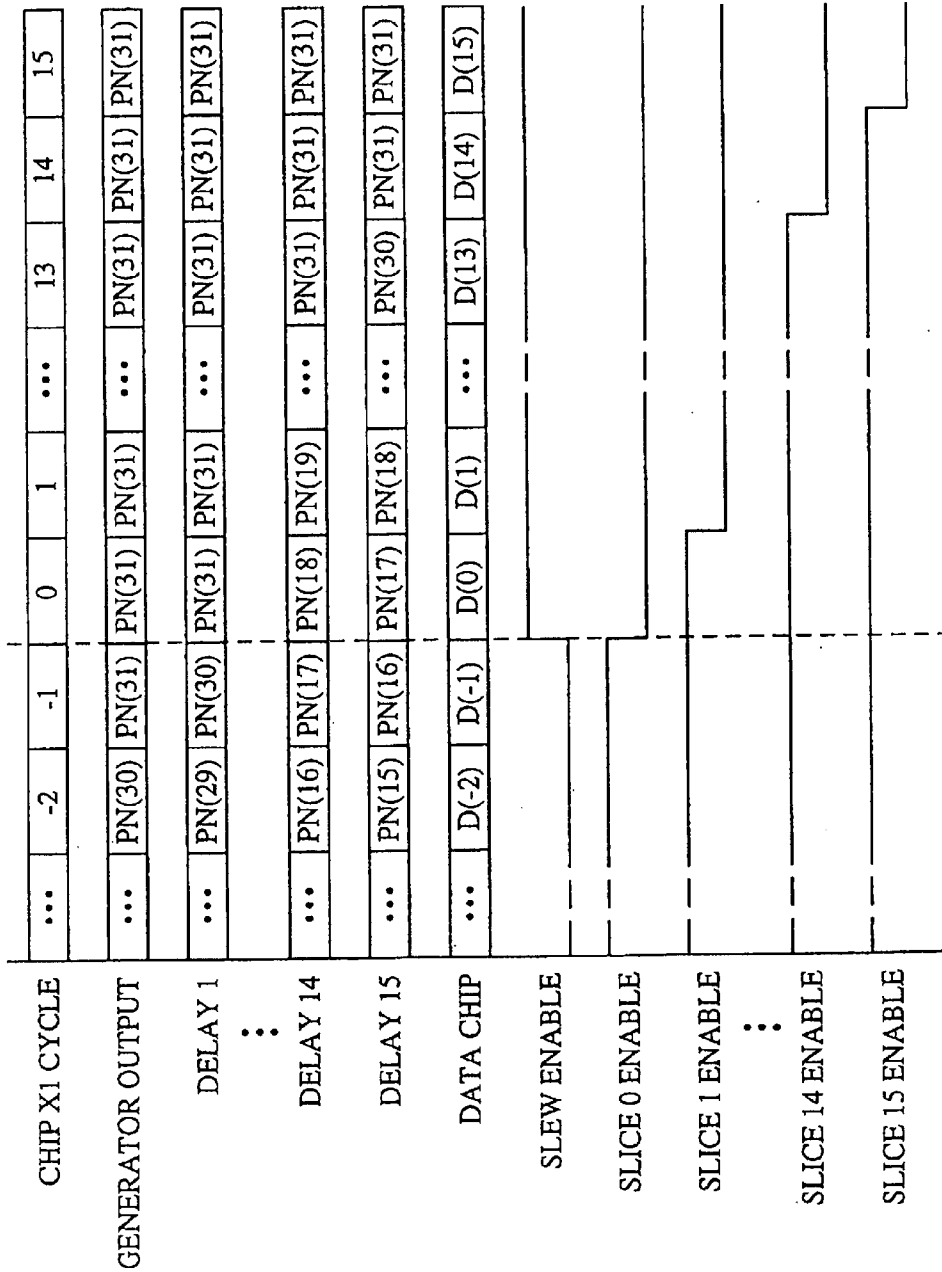 CHIP X1 CYCLE ••• -2 -1 0 1 ••• 13 14 15
GENERATOR OUTPUT ••• PN(30) PN(31) PN(31) PN(31) ••• PN(31) PN(31) PN(31)
DELAY 1 ••• PN(29) PN(30) PN(31) PN(31) ••• PN(31) PN(31) PN(31)
•••
DELAY 14 ••• PN(16) PN(17) PN(18) PN(19) ••• PN(31) PN(31) PN(31)
DELAY 15 ••• PN(15) PN(16) PN(17) PN(18) ••• PN(30) PN(31) PN(31)
DATA CHIP ••• D(-2) D(-1) D(0) D(1) ••• D(13) D(14) D(15)
SLEW ENABLE
SLICE 0 ENABLE
SLICE 1 ENABLE
•••
SLICE 14 ENABLE
SLICE 15 ENABLE